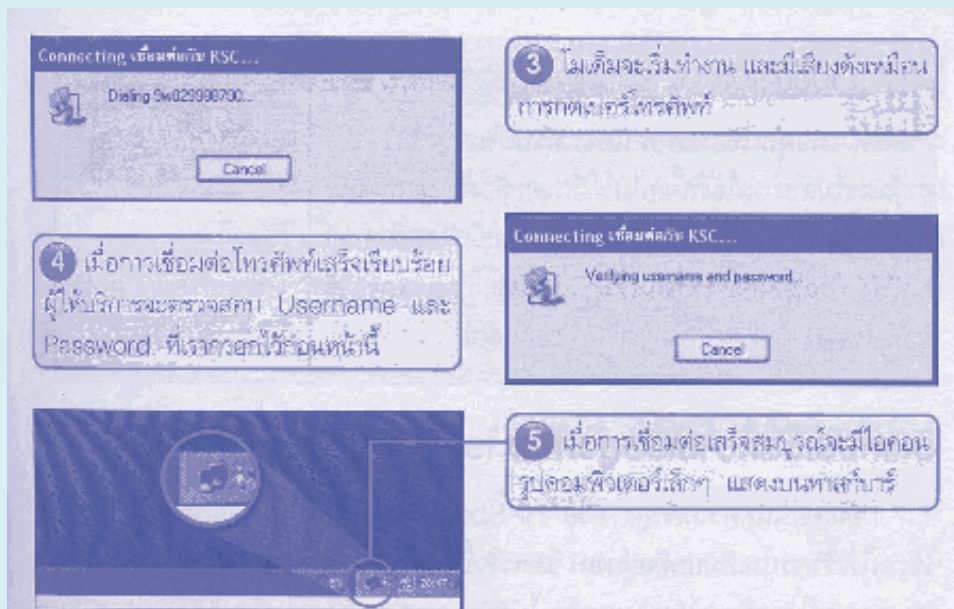 Connecting เชื่อมต่อกับ KSC...
Dialing 9w029998700...
Cancel
3 โมเด็มจะเริ่มทำงาน และมีเสียงดังเหมือน
การกดเบอร์โทรศัพท์
4 เมื่อการเชื่อมต่อโทรศัพท์เสร็จเรียบร้อย
ผู้ให้บริการจะตรวจสอบ Username และ
Password ที่เรากรอกไว้ก่อนหน้านี้
Connecting เชื่อมต่อกับ KSC...
Verifying username and password...
Cancel
5 เมื่อการเชื่อมต่อเสร็จสมบูรณ์จะมีไอคอน
รูปคอมพิวเตอร์เล็กๆ แสดงบนทาสก์บาร์
20:07